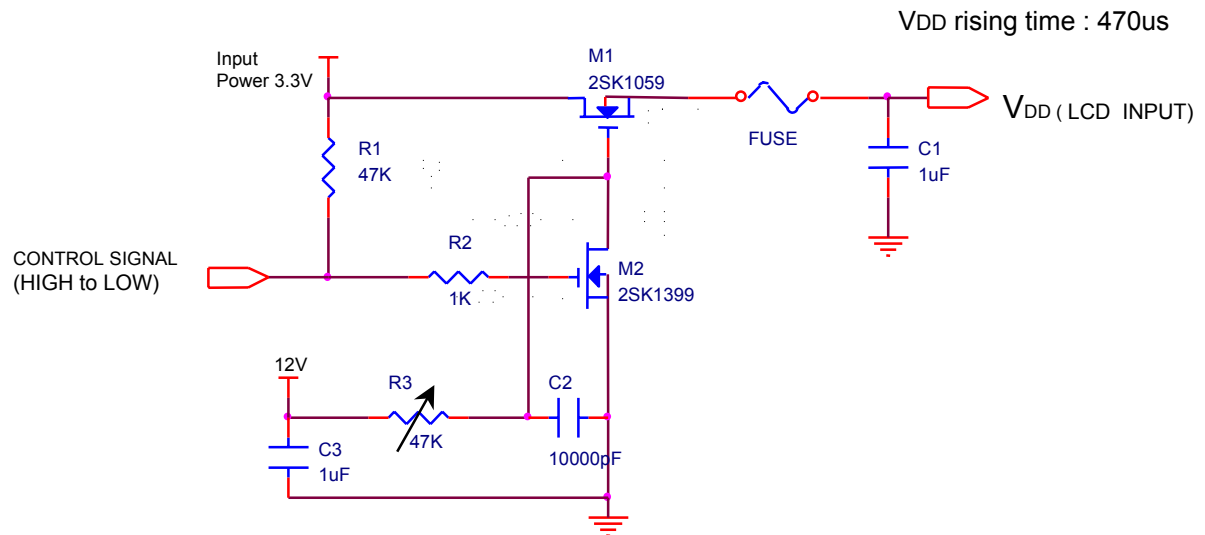 VDD rising time : 470us
Input
Power 3.3V
M1
2SK1059
FUSE
VDD ( LCD INPUT)
R1
47K
C1
1uF
CONTROL SIGNAL
(HIGH to LOW)
R2
1K
M2
2SK1399
12V
R3
47K
C2
10000pF
C3
1uF